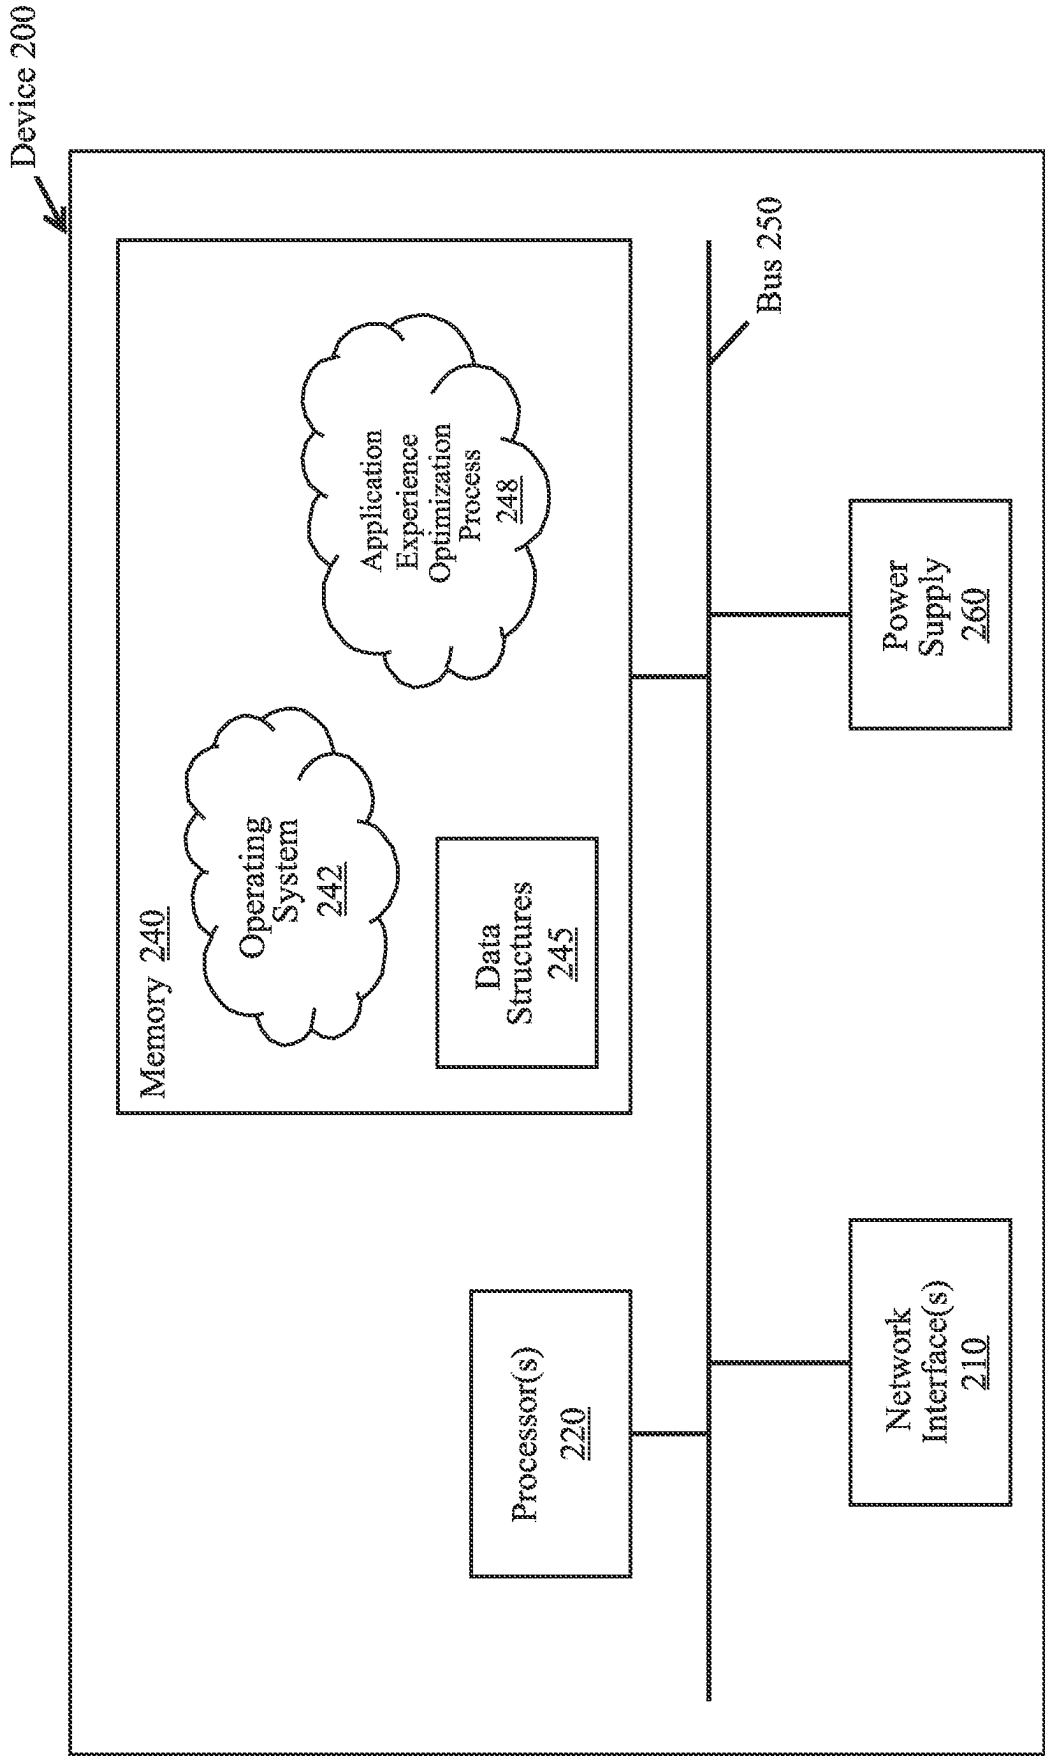 Device 200
Memory 240
Operating
System
242
Application
Experience
Optimization
Process
248
Data
Structures
245
Processor(s)
220
Bus 250
Network
Interface(s)
210
Power
Supply
260